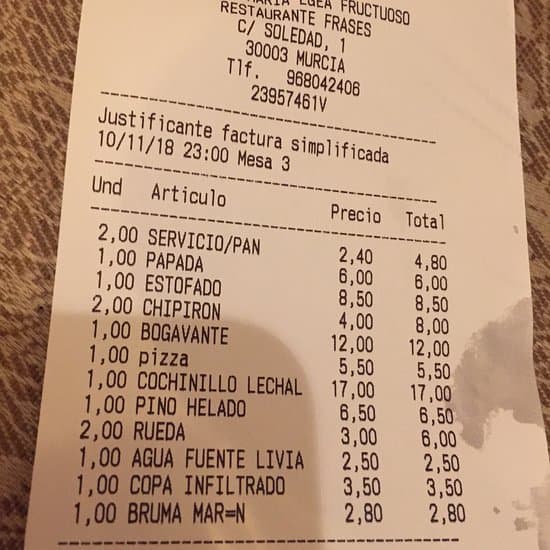 MARIA EGEA FRUCTUOSO
RESTAURANTE FRASES
C/ SOLEDAD, 1
30003 MURCIA
Tlf. 968042406
23957461V
Justificante factura simplificada
10/11/18 23:00 Mesa 3
Und Articulo Precio Total
2,00 SERVICIO/PAN 2,40 4,80
1,00 PAPADA 6,00 6,00
1,00 ESTOFADO 8,50 8,50
2,00 CHIPIRON 4,00 8,00
1,00 BOGAVANTE 12,00 12,00
1,00 pizza 5,50 5,50
1,00 COCHINILLO LECHAL 17,00 17,00
1,00 PINO HELADO 6,50 6,50
2,00 RUEDA 3,00 6,00
1,00 AGUA FUENTE LIVIA 2,50 2,50
1,00 COPA INFILTRADO 3,50 3,50
1,00 BRUMA MAR=N 2,80 2,80